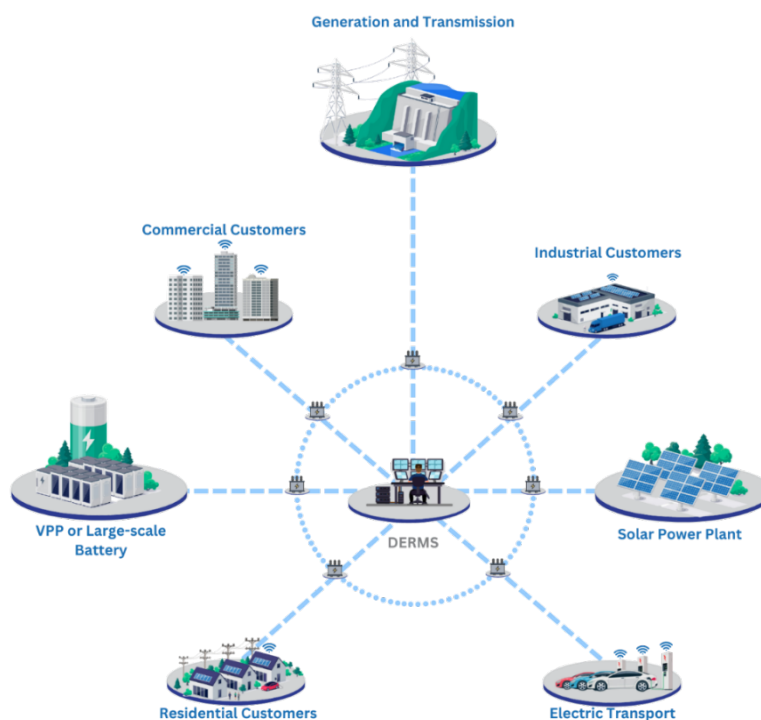 Generation and Transmission
Commercial Customers
Industrial Customers
VPP or Large-scale
Battery
DERMS
Solar Power Plant
Residential Customers
Electric Transport